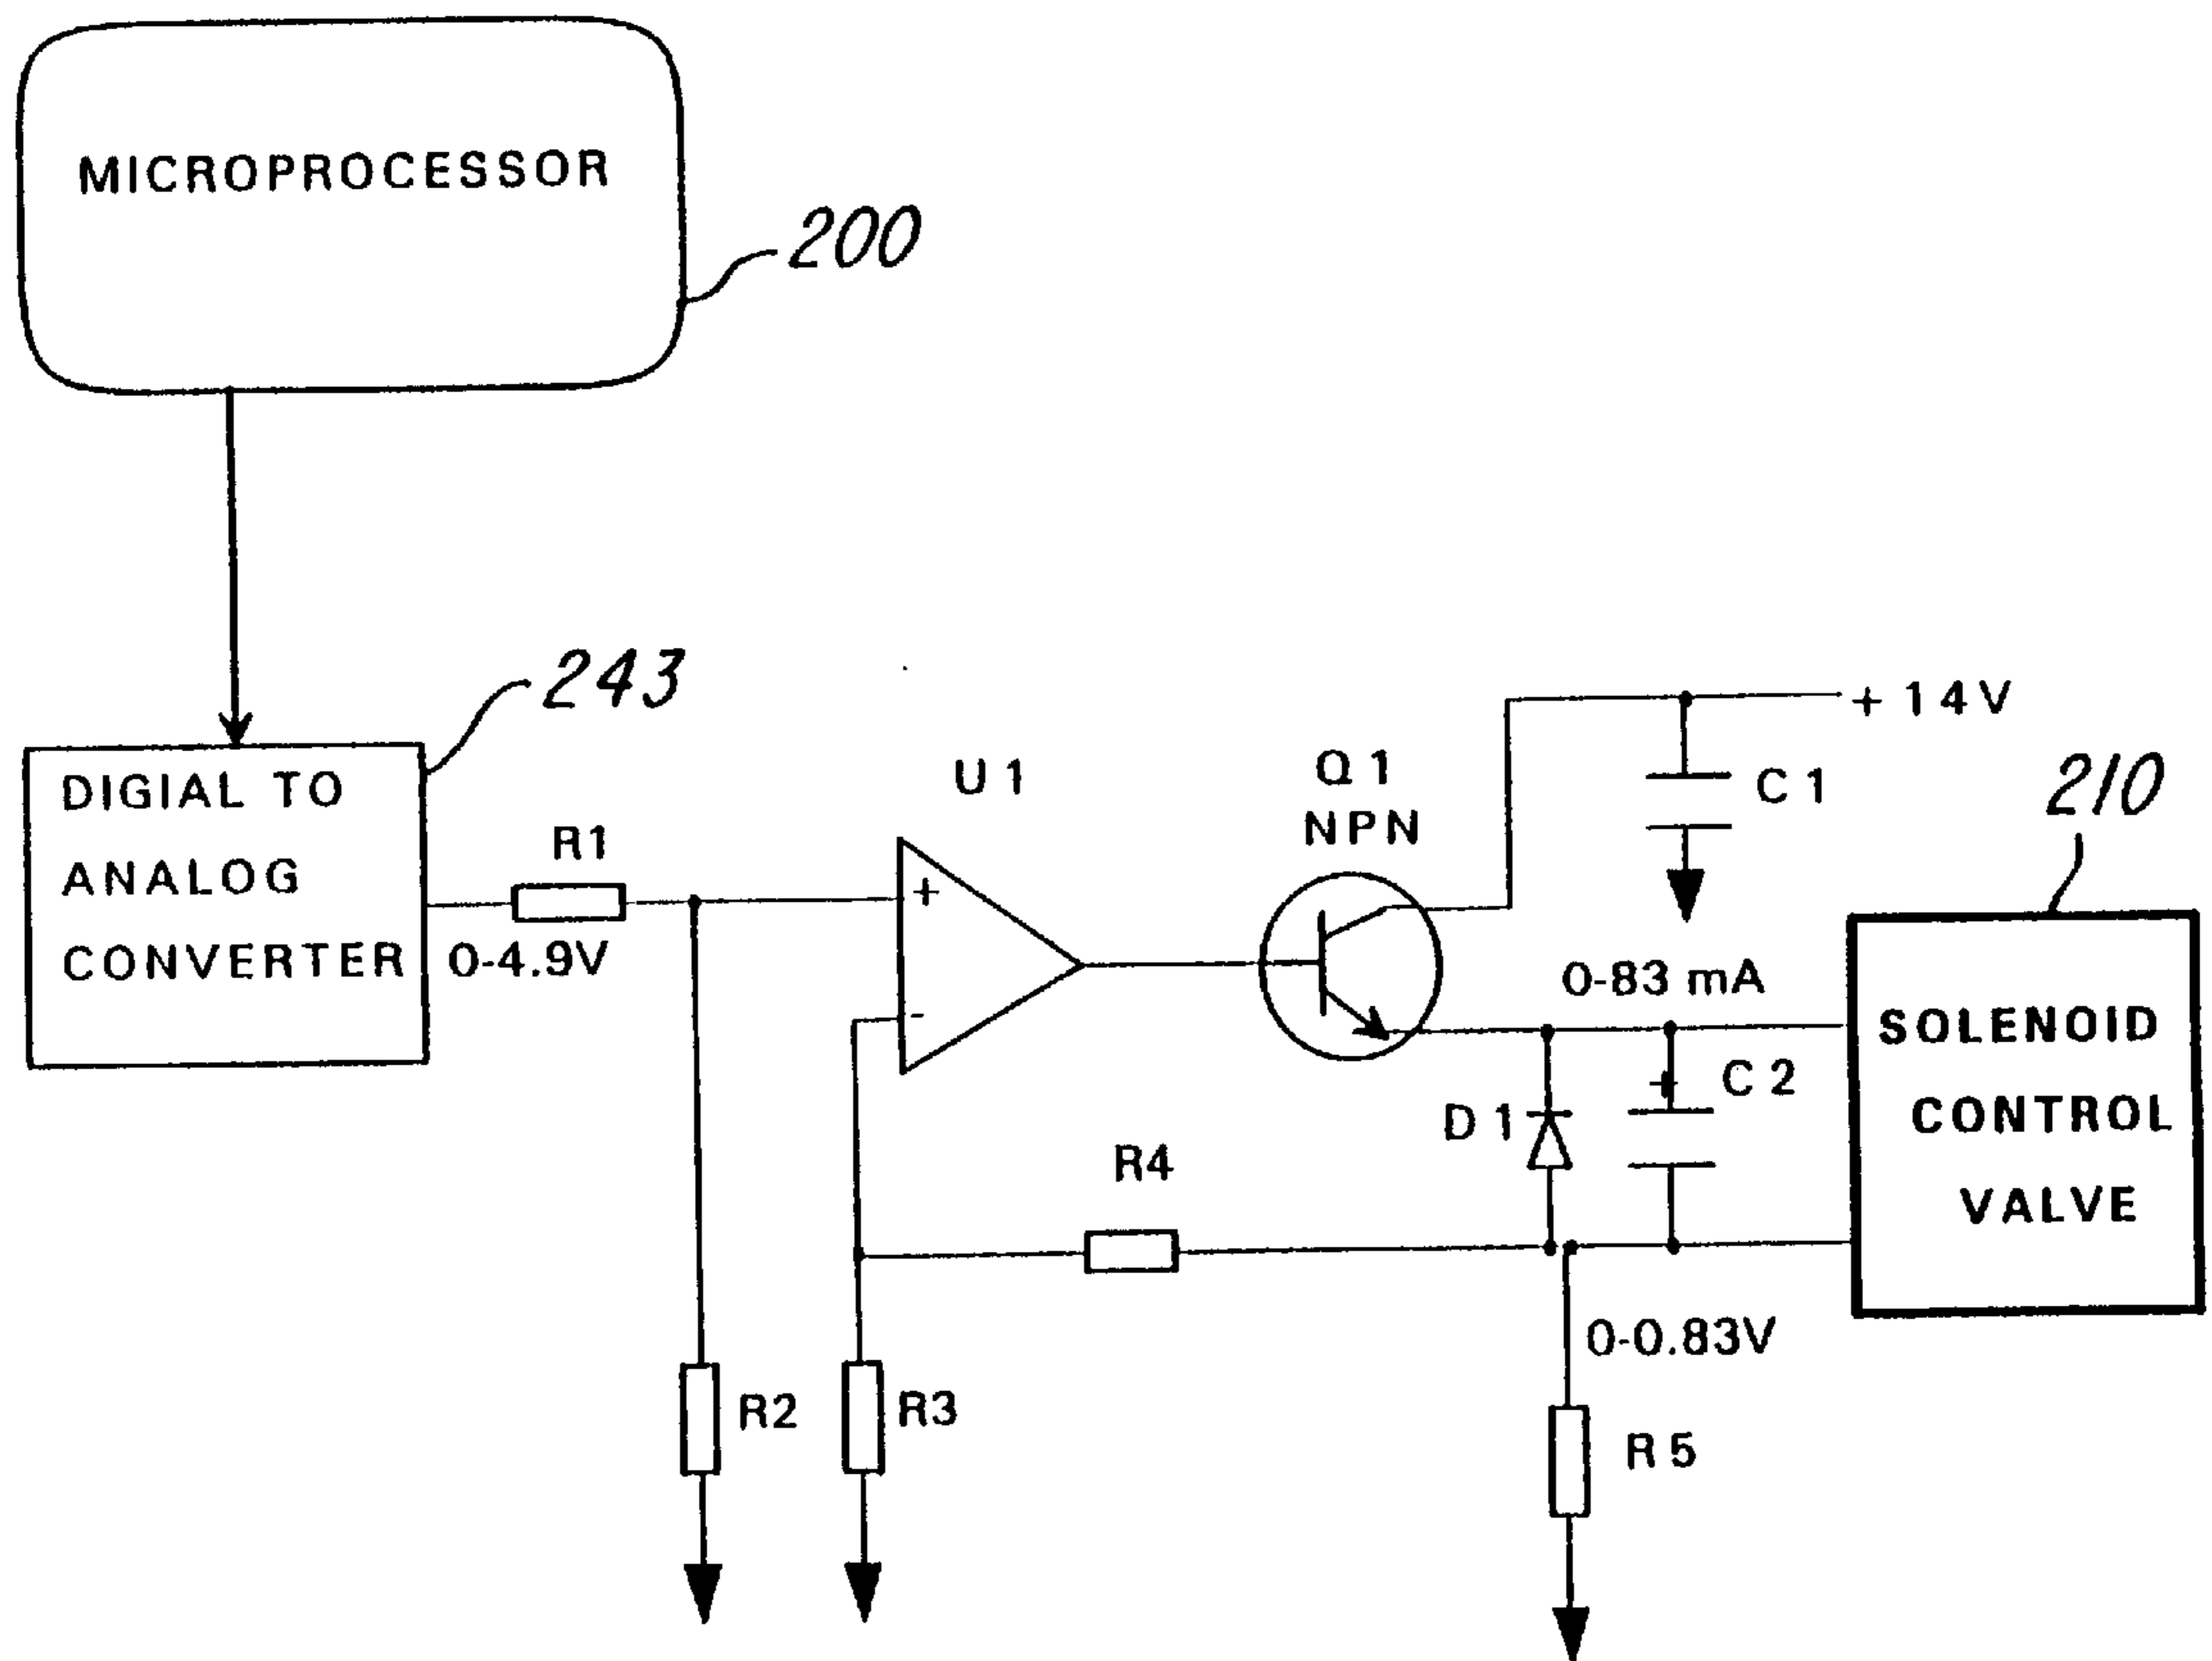 MICROPROCESSOR
200
243
DIGIAL TO
ANALOG
CONVERTER
R1
0-4.9V
U1
+
-
Q1
NPN
+14V
C1
210
0-83 mA
SOLENOID
CONTROL
VALVE
D1
+
C2
R4
0-0.83V
R2
R3
R5